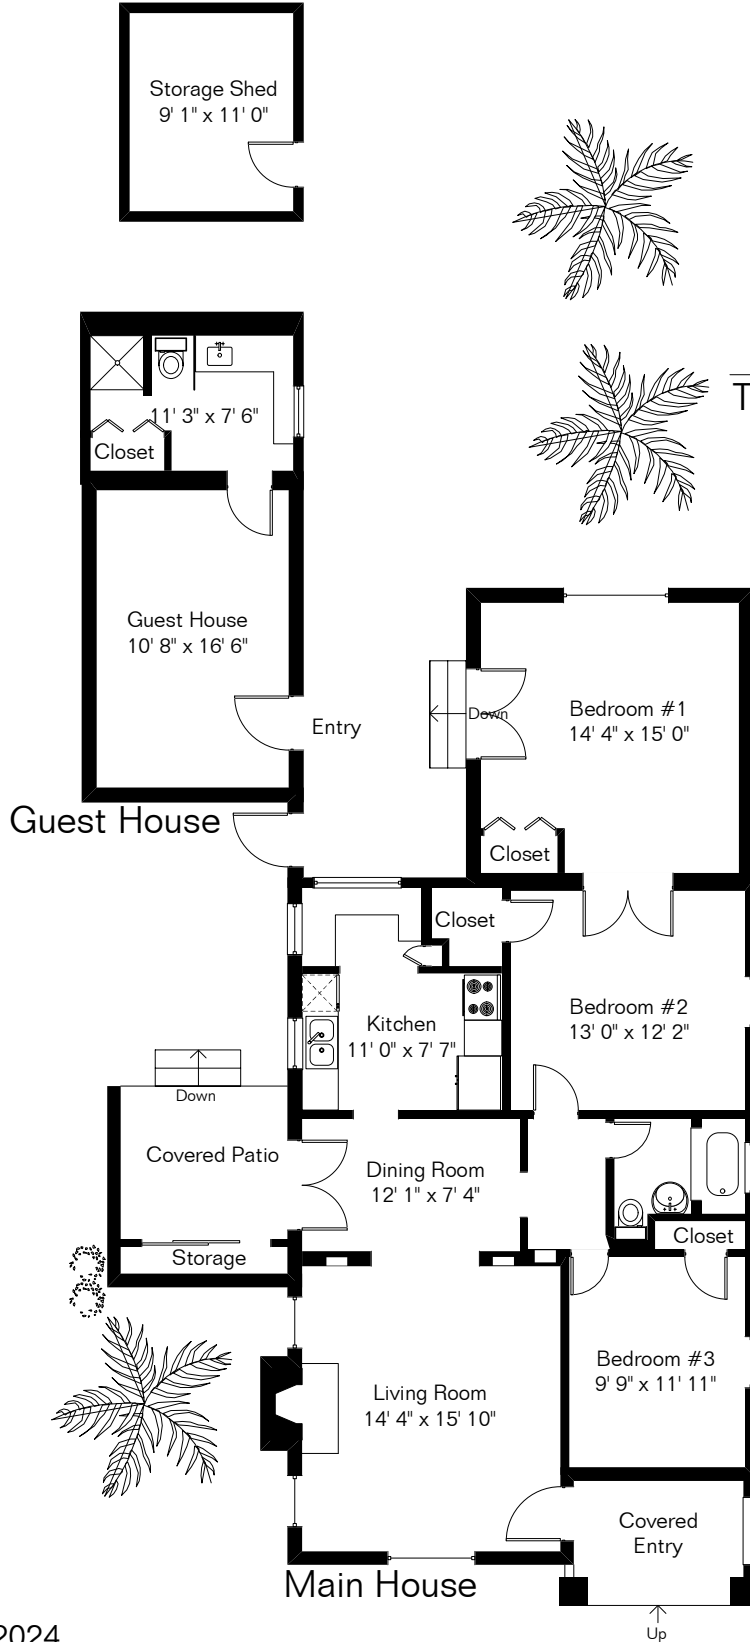 Storage Shed
9' 1" x 11' 0"
T
11' 3" x 7' 6"
Closet
Guest House
10' 8" x 16' 6"
Entry
Down
Bedroom #1
14' 4" x 15' 0"
Guest House
Closet
Closet
Bedroom #2
13' 0" x 12' 2"
Kitchen
11' 0" x 7' 7"
Down
Covered Patio
Dining Room
12' 1" x 7' 4"
Closet
Storage
Bedroom #3
9' 9" x 11' 11"
Living Room
14' 4" x 15' 10"
Covered
Entry
Main House
Up
2024